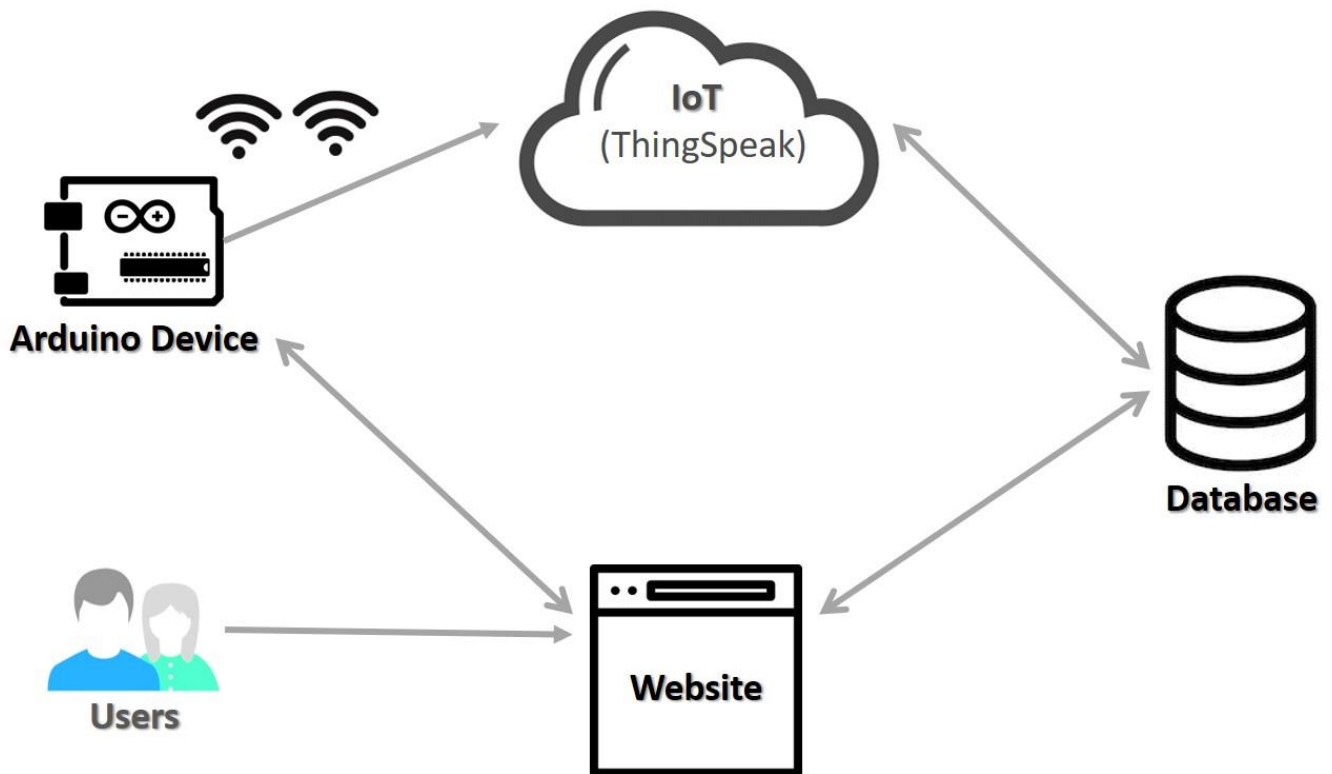 IoT
(ThingSpeak)
Arduino Device
Database
Website
Users